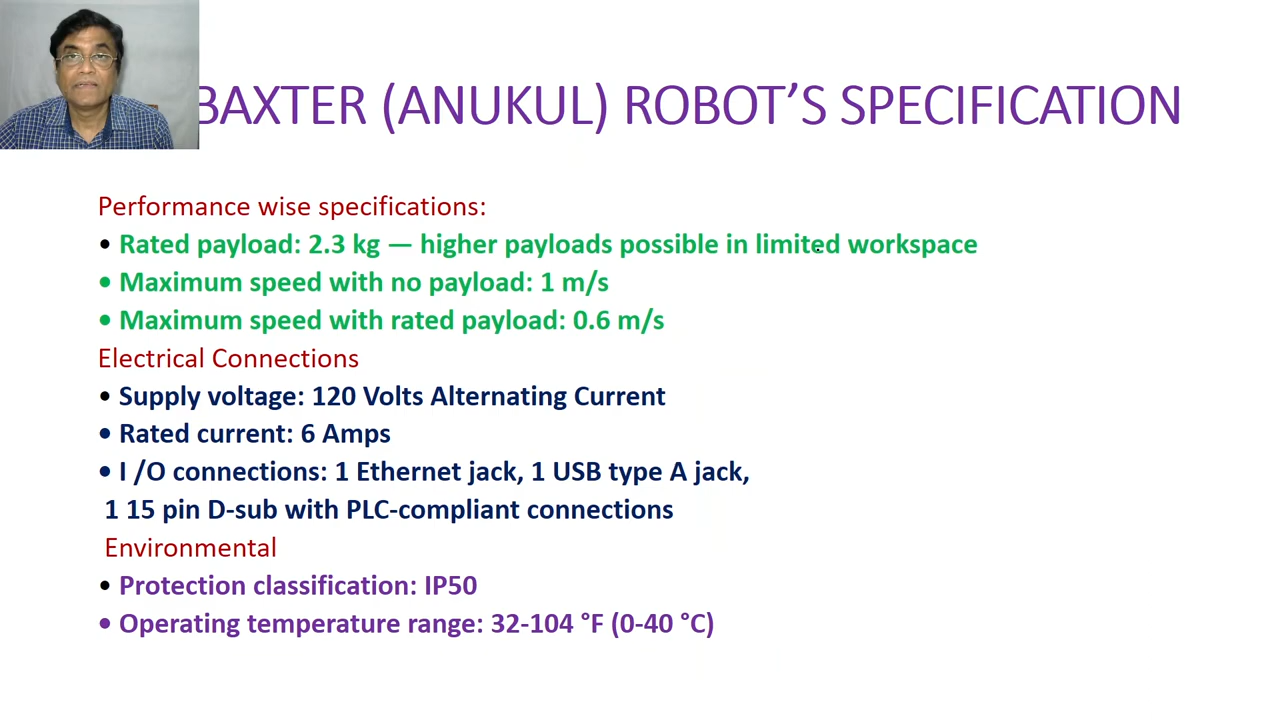 BAXTER (ANUKUL) ROBOT’S SPECIFICATION
Performance wise specifications:
• Rated payload: 2.3 kg — higher payloads possible in limited workspace
• Maximum speed with no payload: 1 m/s
• Maximum speed with rated payload: 0.6 m/s
Electrical Connections
• Supply voltage: 120 Volts Alternating Current
• Rated current: 6 Amps
• I /O connections: 1 Ethernet jack, 1 USB type A jack,
1 15 pin D-sub with PLC-compliant connections
Environmental
• Protection classification: IP50
• Operating temperature range: 32-104 °F (0-40 °C)